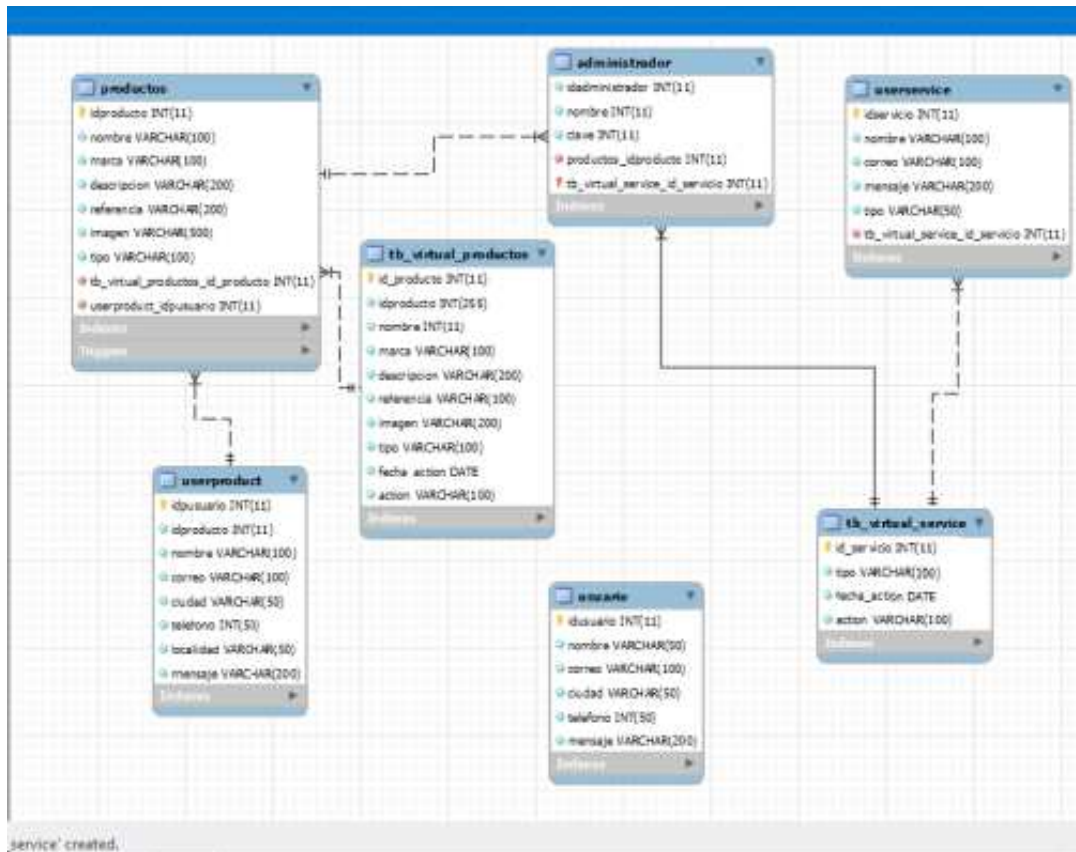 productos
idproducto INT(11)
nombre VARCHAR(100)
marca VARCHAR(100)
descripcion VARCHAR(200)
referencia VARCHAR(200)
imagen VARCHAR(500)
tipo VARCHAR(100)
tb_virtual_productos_id_producto INT(11)
userproduct_idpusuario INT(11)
Indexes
Triggers
administrador
idadministrador INT(11)
nombre INT(11)
clave INT(11)
productos_idproducto INT(11)
tb_virtual_service_id_servicio INT(11)
Indexes
userservice
idservicio INT(11)
nombre VARCHAR(100)
correo VARCHAR(100)
mensaje VARCHAR(200)
tipo VARCHAR(50)
tb_virtual_service_id_servicio INT(11)
Indexes
tb_virtual_productos
id_producto INT(11)
idproducto INT(255)
nombre INT(11)
marca VARCHAR(100)
descripcion VARCHAR(200)
referencia VARCHAR(100)
imagen VARCHAR(200)
tipo VARCHAR(100)
fecha_action DATE
action VARCHAR(100)
Indexes
userproduct
idpusuario INT(11)
idproducto INT(11)
nombre VARCHAR(100)
correo VARCHAR(100)
ciudad VARCHAR(50)
telefono INT(50)
localidad VARCHAR(50)
mensaje VARCHAR(200)
Indexes
usuario
idusuario INT(11)
nombre VARCHAR(50)
correo VARCHAR(100)
ciudad VARCHAR(50)
telefono INT(50)
mensaje VARCHAR(200)
Indexes
tb_virtual_service
id_servicio INT(11)
tipo VARCHAR(100)
fecha_action DATE
action VARCHAR(100)
Indexes
service' created.